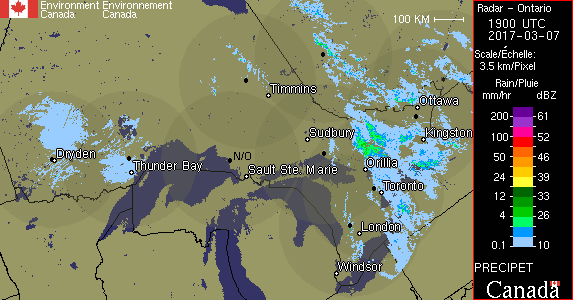 Environment Environnement
Canada Canada
100 KM
Timmins
Ottawa
Sudbury
Kingston
Dryden
Thunder Bay
N/O
Sault Ste. Marie
Orillia
Toronto
London
Windsor
Radar - Ontario
1900 UTC
2017-03-07
Scale/Échelle:
3.5 km/Pixel
Rain/Pluie
mm/hr dBZ
200 61
100 52
50 46
24 39
12 33
4 26
0.1 10
PRECIPET
Canada